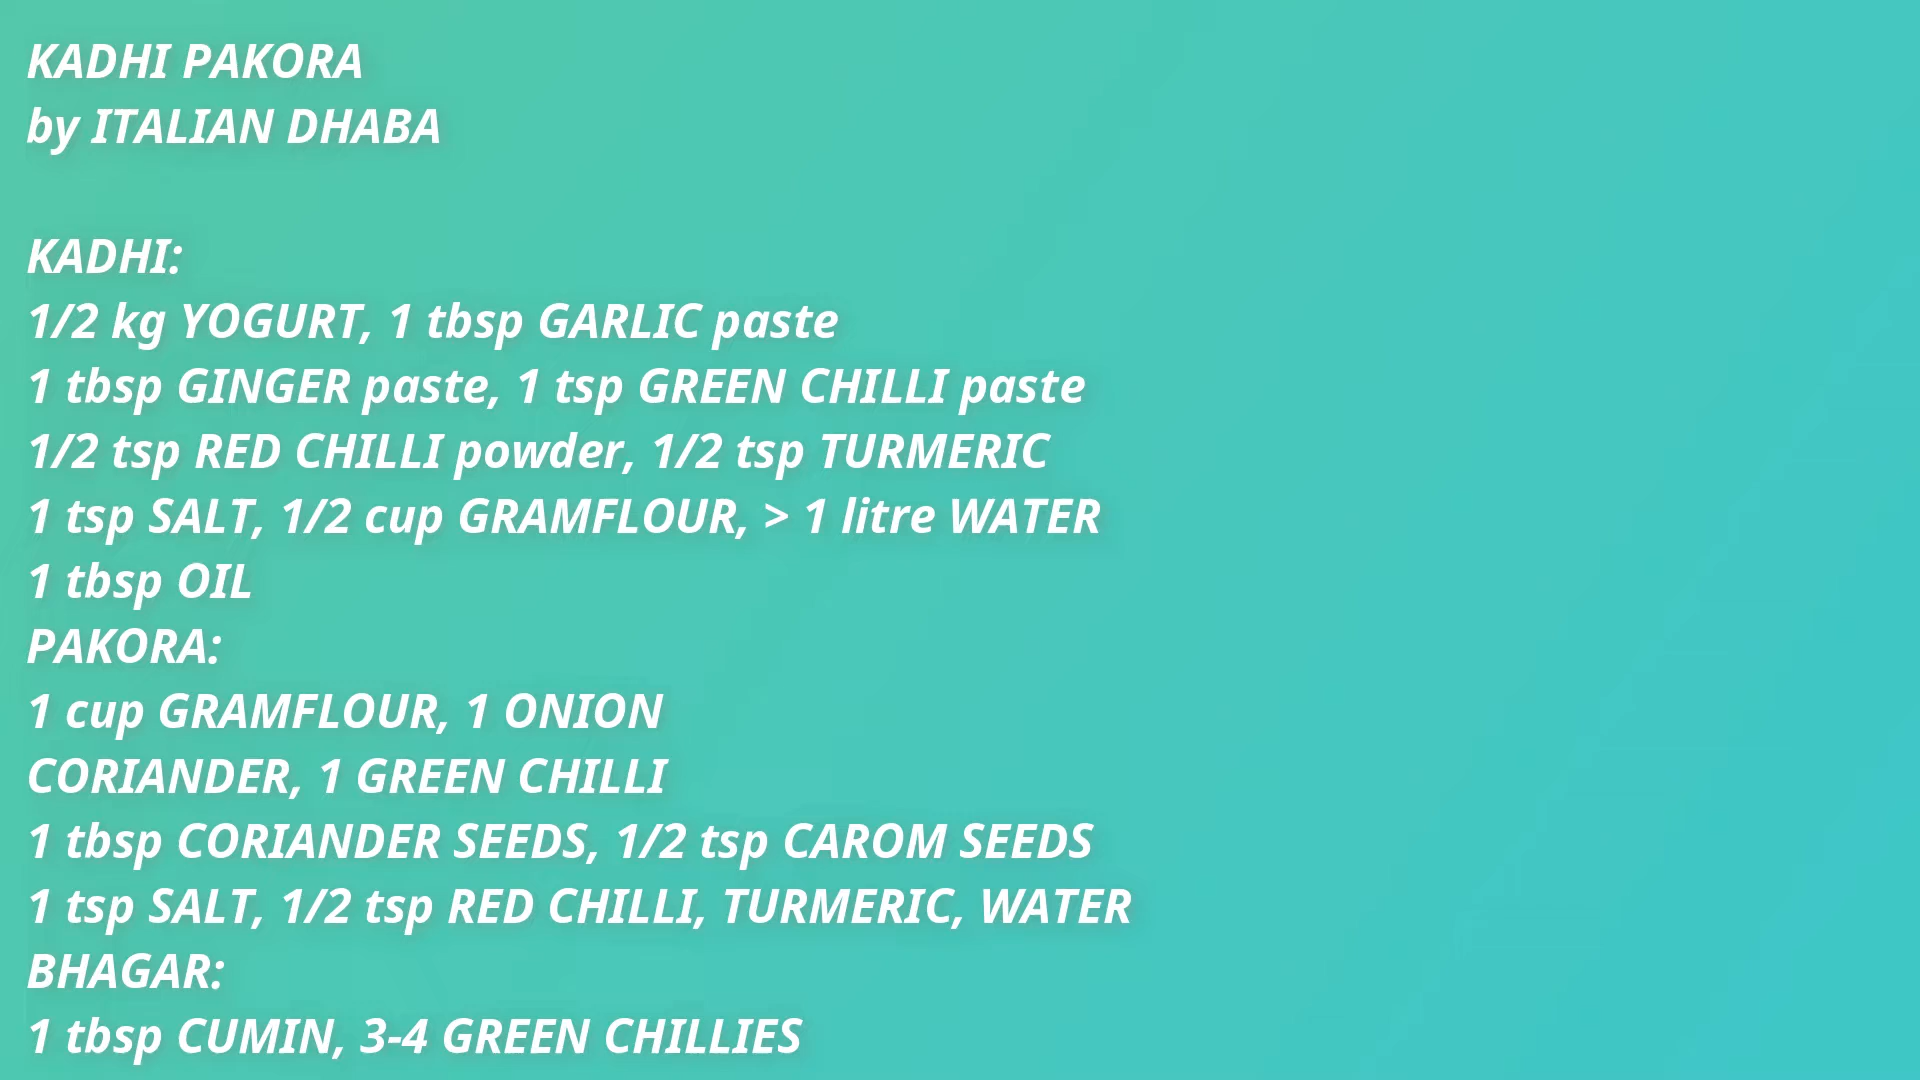 KADHI PAKORA
by ITALIAN DHABA
KADHI:
1/2 kg YOGURT, 1 tbsp GARLIC paste
1 tbsp GINGER paste, 1 tsp GREEN CHILLI paste
1/2 tsp RED CHILLI powder, 1/2 tsp TURMERIC
1 tsp SALT, 1/2 cup GRAMFLOUR, > 1 litre WATER
1 tbsp OIL
PAKORA:
1 cup GRAMFLOUR, 1 ONION
CORIANDER, 1 GREEN CHILLI
1 tbsp CORIANDER SEEDS, 1/2 tsp CAROM SEEDS
1 tsp SALT, 1/2 tsp RED CHILLI, TURMERIC, WATER
BHAGAR:
1 tbsp CUMIN, 3-4 GREEN CHILLIES